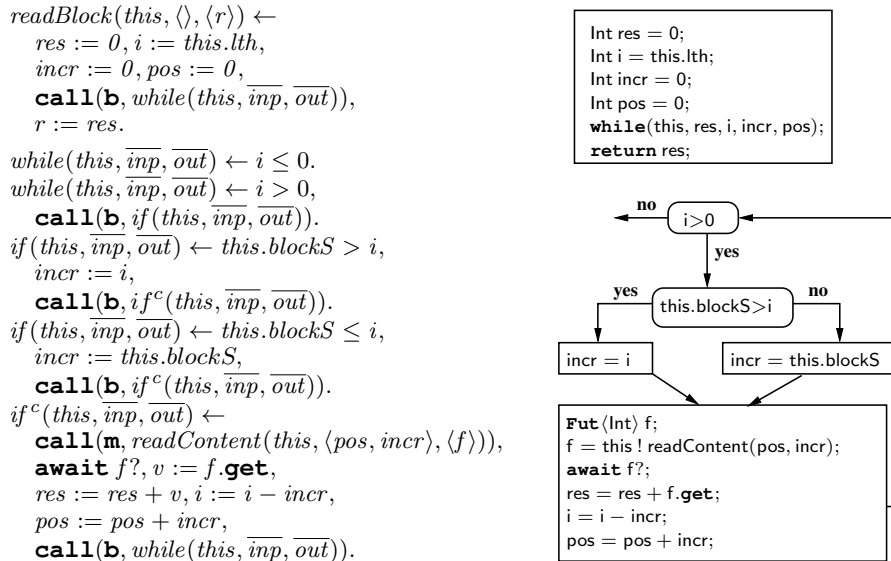 readBlock(this, ⟨⟩, ⟨r⟩) ←
res := 0, i := this.lth,
incr := 0, pos := 0,
call(b, while(this, inp, out)),
r := res.
while(this, inp, out) ← i ≤ 0.
while(this, inp, out) ← i > 0,
call(b, if(this, inp, out)).
if(this, inp, out) ← this.blockS > i,
incr := i,
call(b, if^c(this, inp, out)).
if(this, inp, out) ← this.blockS ≤ i,
incr := this.blockS,
call(b, if^c(this, inp, out)).
if^c(this, inp, out) ←
call(m, readContent(this, ⟨pos, incr⟩, ⟨f⟩)),
await f?, v := f.get,
res := res + v, i := i − incr,
pos := pos + incr,
call(b, while(this, inp, out)).
Int res = 0;
Int i = this.lth;
Int incr = 0;
Int pos = 0;
while(this, res, i, incr, pos);
return res;
no
i>0
yes
yes
this.blockS>i
no
incr = i
incr = this.blockS
Fut⟨Int⟩ f;
f = this ! readContent(pos, incr);
await f?;
res = res + f.get;
i = i − incr;
pos = pos + incr;